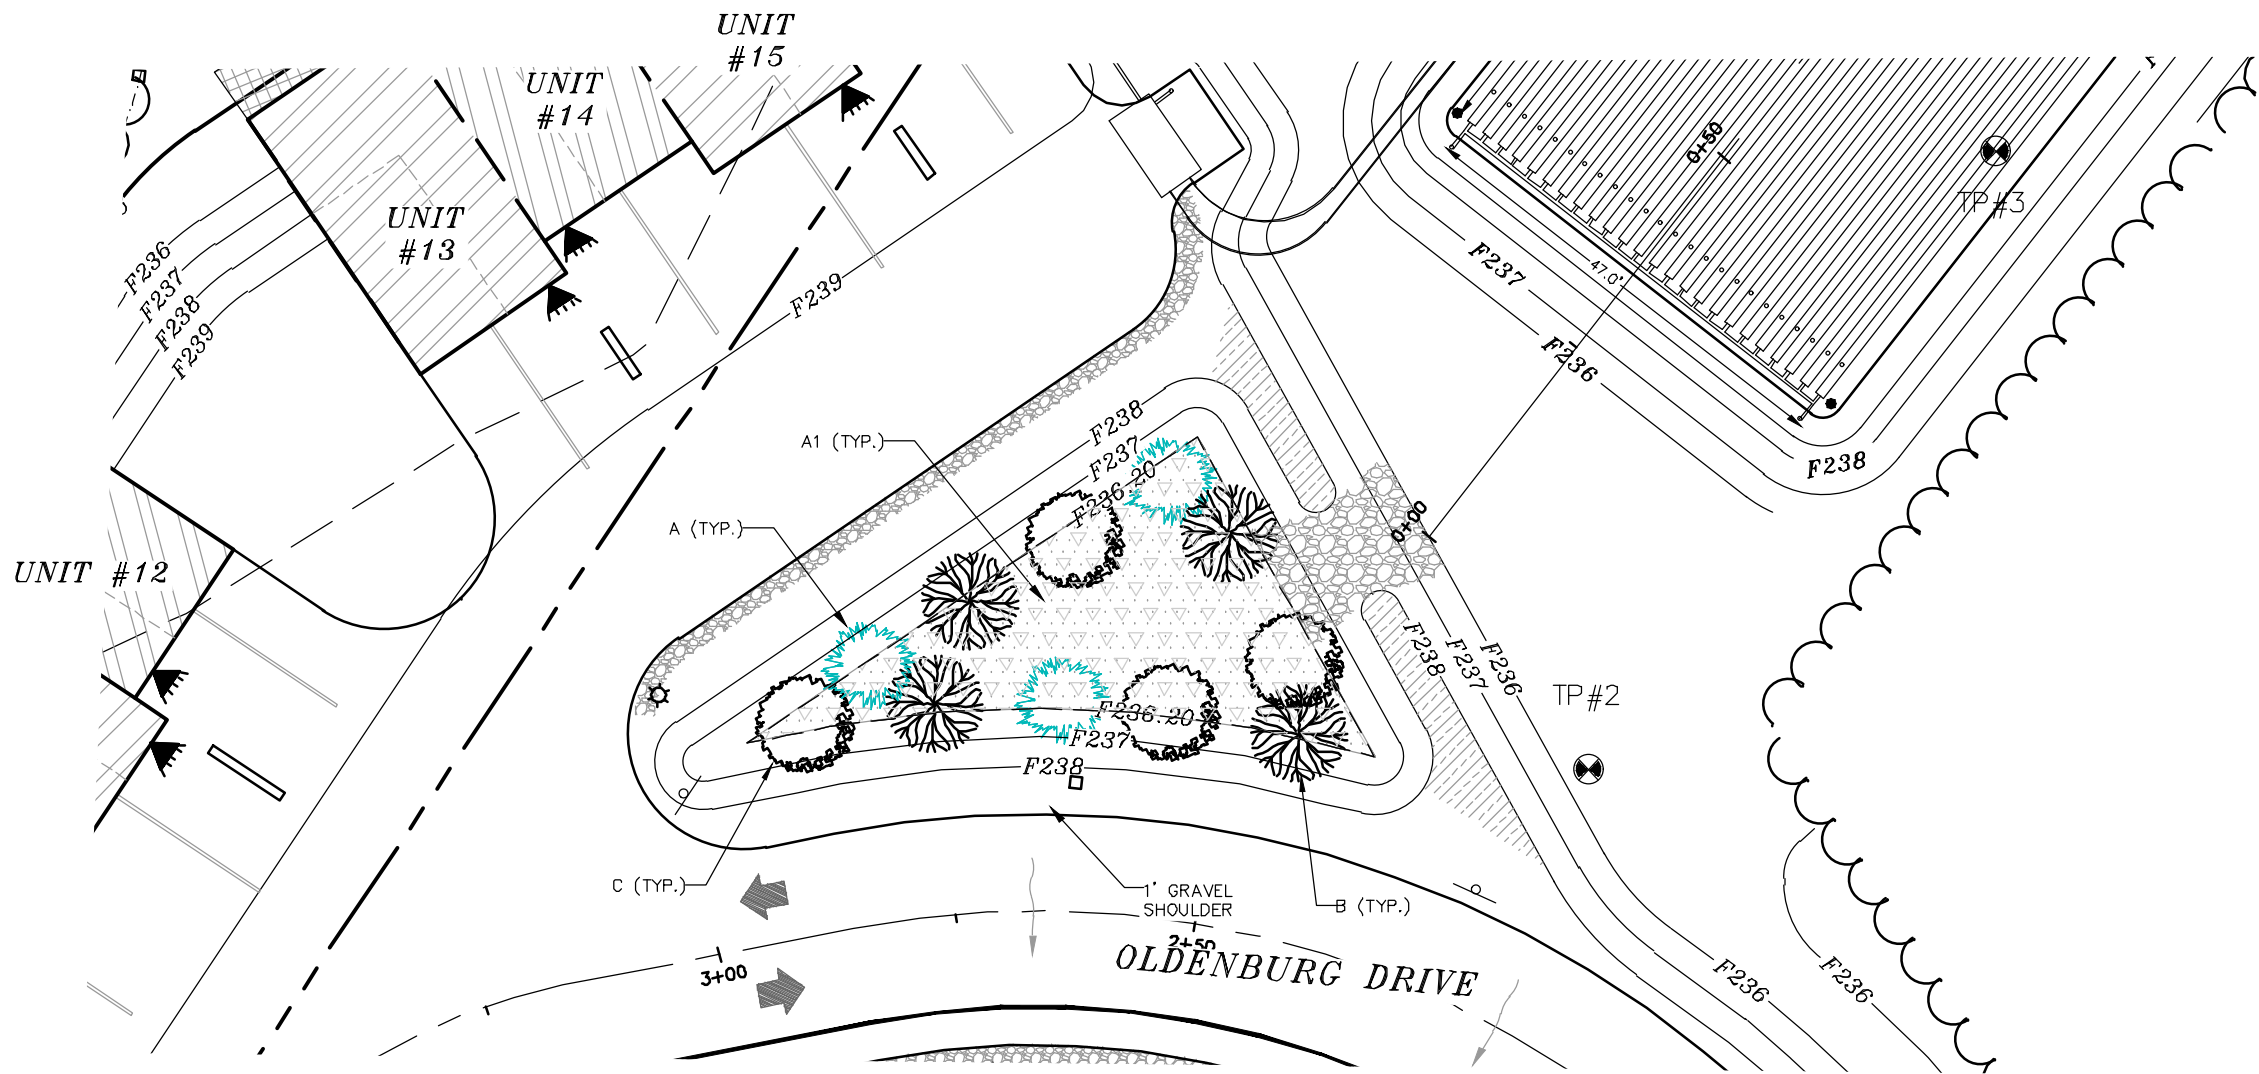 UNIT
#15
UNIT
#14
UNIT
#13
0+50
TP#3
F236
F237
F238
F239
F239
F237
47.0'
F236
F238
A1 (TYP.)
F238
F237
F236.20
A (TYP.)
0+00
UNIT #12
F238
F237
F236
TP#2
F236.20
F237
F238
C (TYP.)
1' GRAVEL
SHOULDER
B (TYP.)
2+50
3+00
OLDENBURG DRIVE
F236
F236